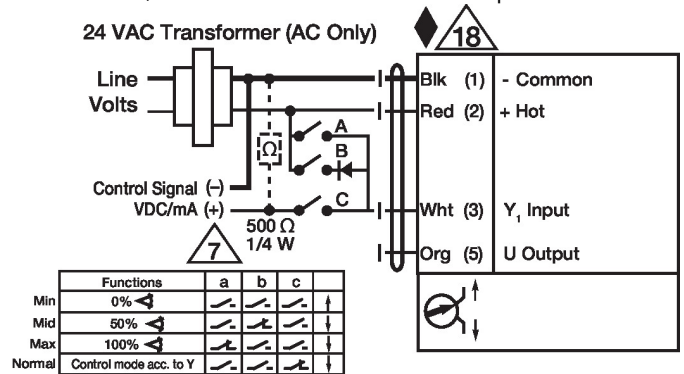 24 VAC Transformer (AC Only)
18
Line
Volts
Blk (1) - Common
Red (2) + Hot
A
Ω
B
Control Signal (–)
VDC/mA (+)
C
Wht (3) Y₁ Input
500 Ω
1/4 W
7
Org (5) U Output
Functions a b c
Min 0%
Mid 50%
Max 100%
Normal Control mode acc. to Y